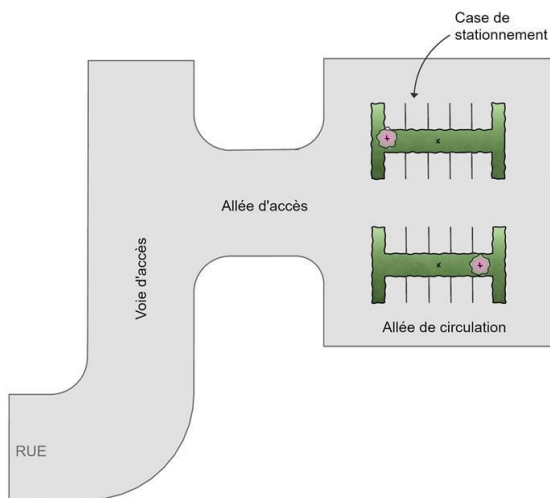 Case de
stationnement
Allée d'accès
Voie d'accès
Allée de circulation
RUE